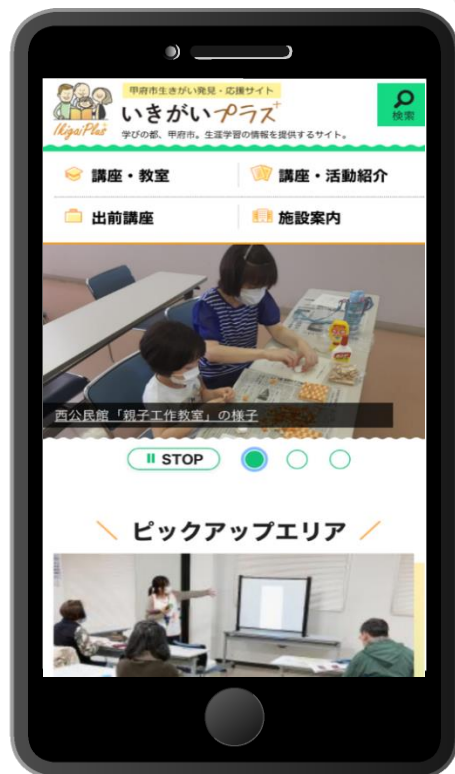 甲府市生きがい発見・応援サイト
いきがいプラス+
IkigaiPlus
学びの都、甲府市。生涯学習の情報を提供するサイト。
検索
講座・教室
講座・活動紹介
出前講座
施設案内
西公民館「親子工作教室」の様子
STOP
ピックアップエリア